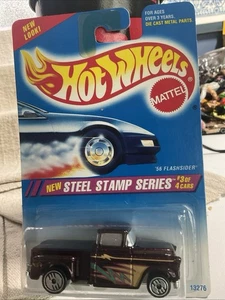 FOR AGES
OVER 3 YEARS.
DIE CAST METAL PARTS
NEW
LOOK!
HOT WHEELS
MATTEL
'56 FLASHSIDER
NEW STEEL STAMP SERIES #3 OF
4 CARS
13276